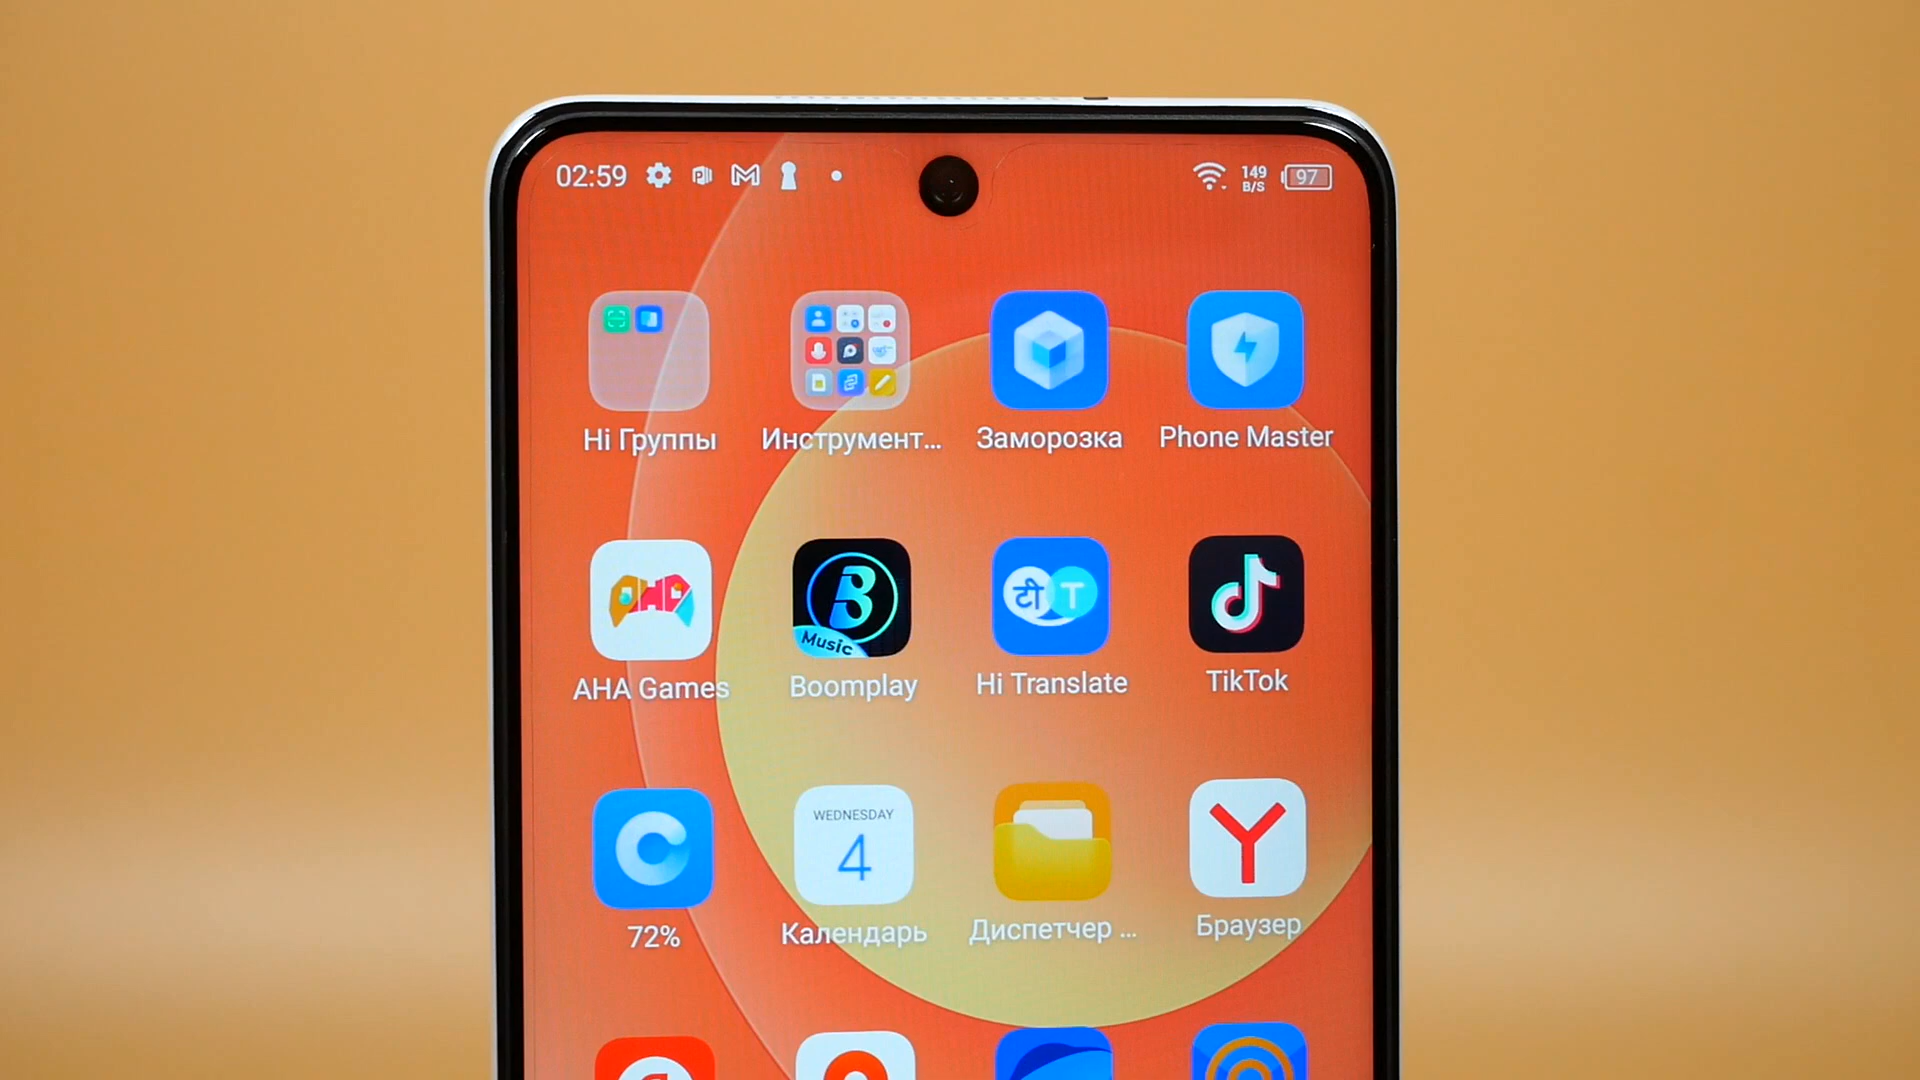 02:59 149 B/S 97
Hi Группы Инструмент... Заморозка Phone Master
B Music टी T
AHA Games Boomplay Hi Translate TikTok
WEDNESDAY
4
72% Календарь Диспетчер ... Браузер